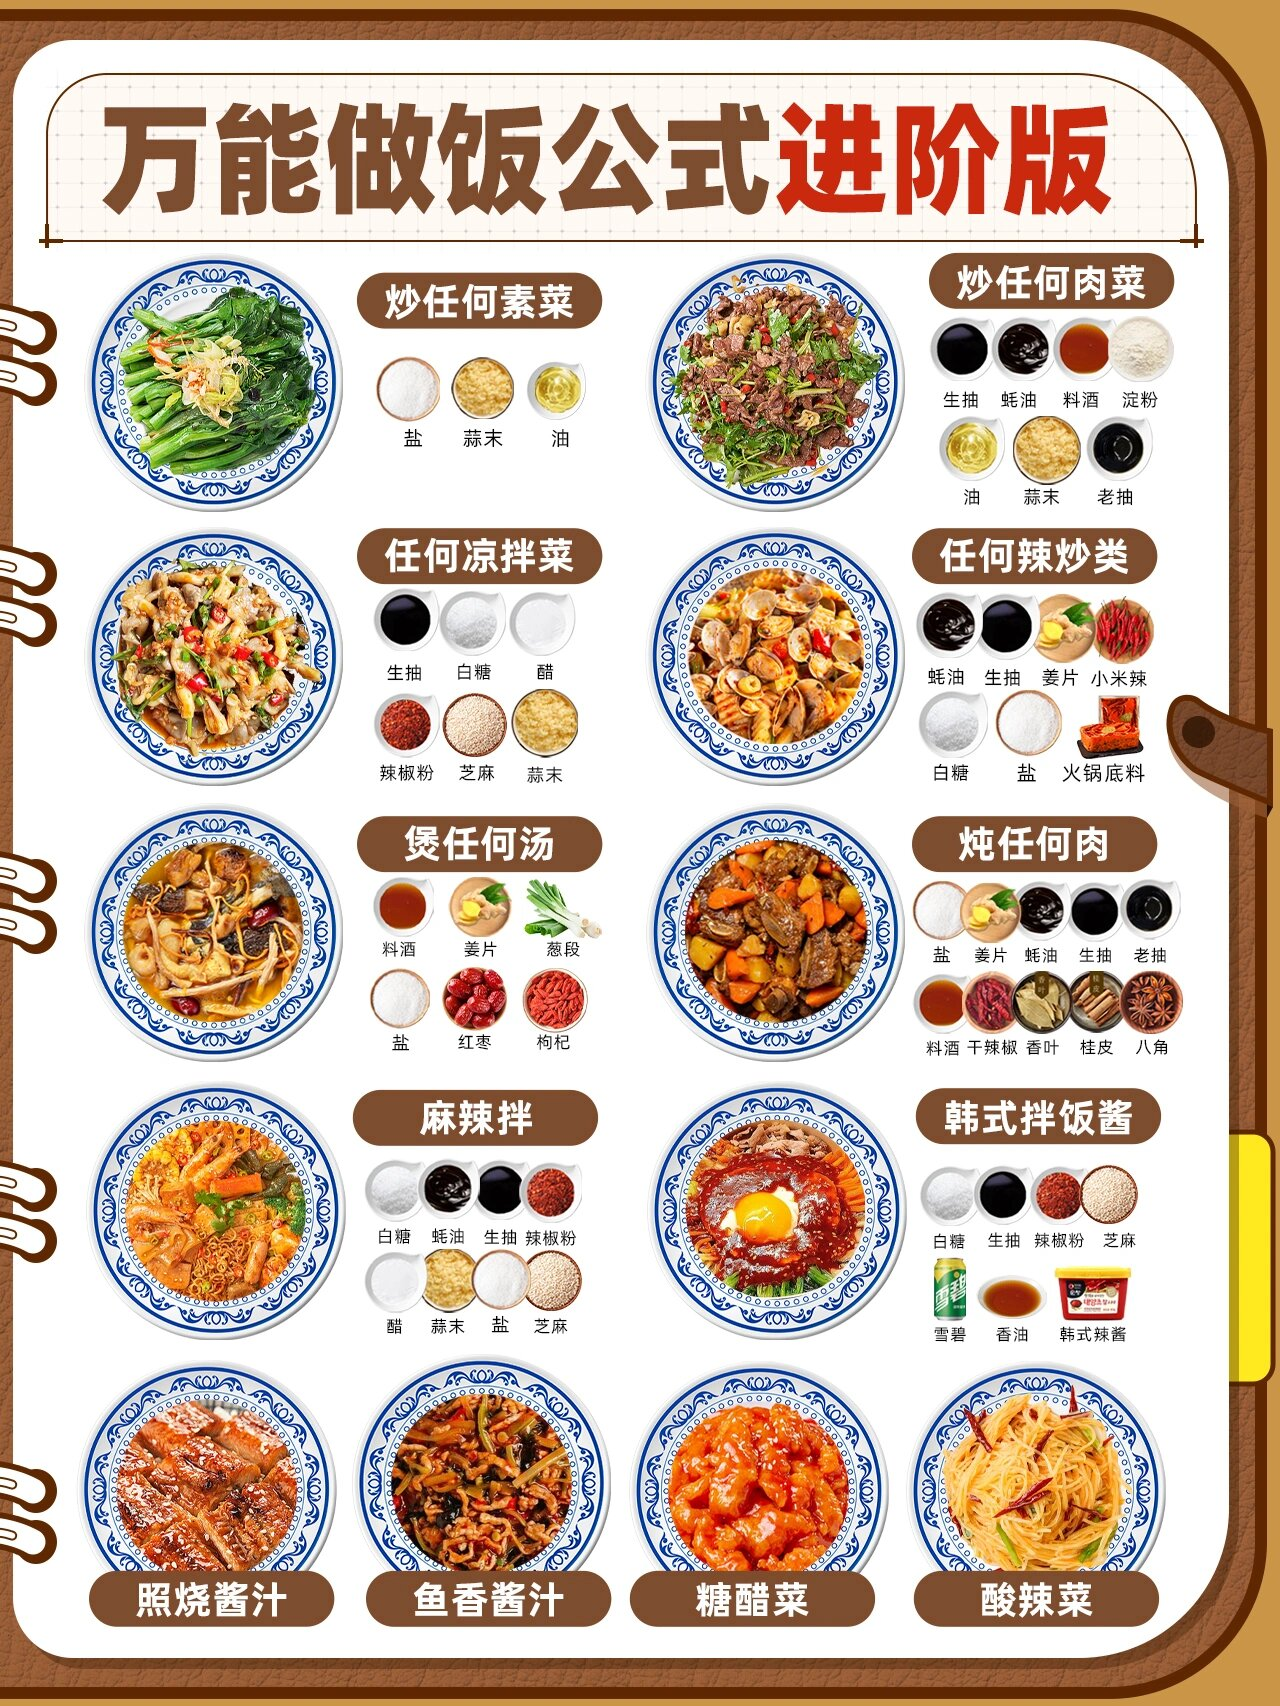 万能做饭公式进阶版
炒任何素菜
盐 蒜末 油
炒任何肉菜
生抽 蚝油 料酒 淀粉
油 蒜末 老抽
任何凉拌菜
生抽 白糖 醋
辣椒粉 芝麻 蒜末
任何辣炒类
蚝油 生抽 姜片 小米辣
白糖 盐 火锅底料
煲任何汤
料酒 姜片 葱段
盐 红枣 枸杞
炖任何肉
盐 姜片 蚝油 生抽 老抽
香叶 桂皮
料酒 干辣椒 香叶 桂皮 八角
麻辣拌
白糖 蚝油 生抽 辣椒粉
醋 蒜末 盐 芝麻
韩式拌饭酱
白糖 生抽 辣椒粉 芝麻
雪碧
雪碧 香油 韩式辣酱
照烧酱汁
鱼香酱汁
糖醋菜
酸辣菜